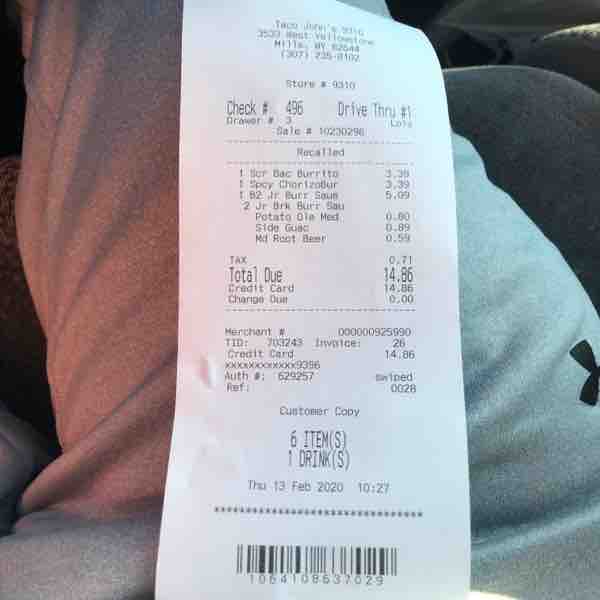 Taco John's 9310
3533 West Yellowstone
Mills, WY 82644
(307) 235-8102
Store # 9310
Check # 496 Drive Thru #1
Drawer # 3 Lola
Sale # 10230296
Recalled
1 Scr Bac Burrito 3.39
1 Spcy ChorizoBur 3.39
1 B2 Jr Burr Saus 5.09
2 Jr Brk Burr Sau
Potato Ole Med 0.80
Side Guac 0.89
Md Root Beer 0.59
TAX 0.71
Total Due 14.86
Credit Card 14.86
Change Due 0.00
Merchant # 000000925990
TID: 703243 Invoice: 26
Credit Card 14.86
xxxxxxxxxxxx9396
Auth #: 629257 swiped
Ref: 0028
Customer Copy
6 ITEM(S)
1 DRINK(S)
Thu 13 Feb 2020 10:27
****************************************
1064108637029